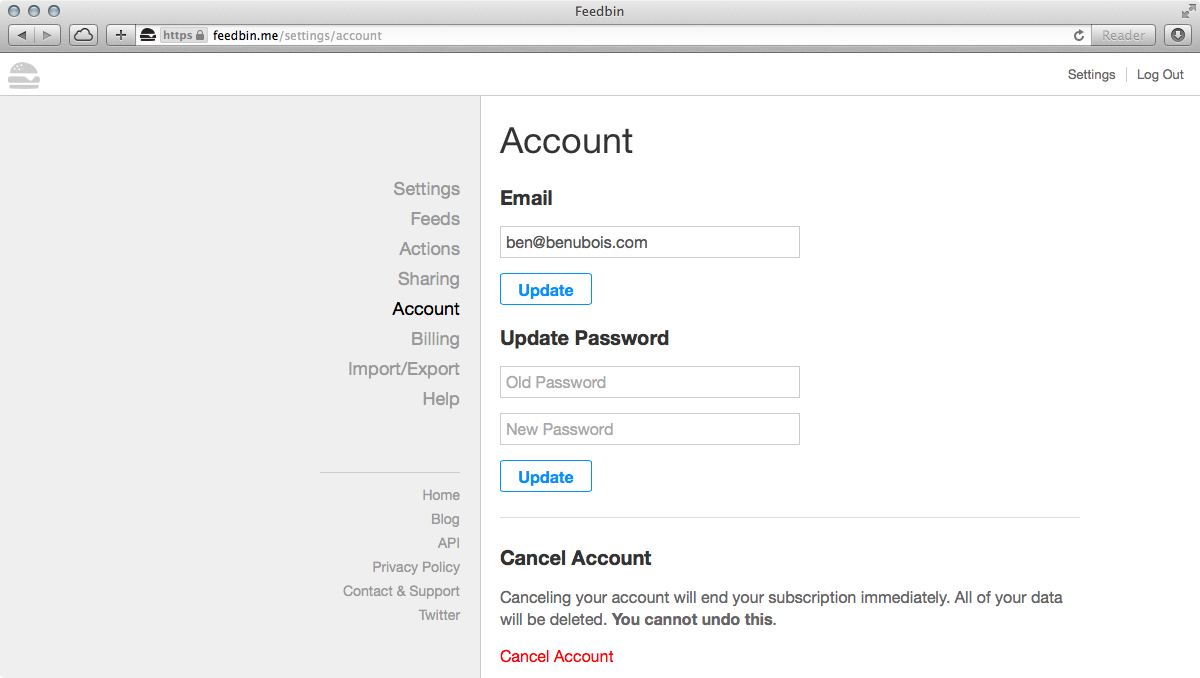 Feedbin
https feedbin.me/settings/account
Reader
Settings
Log Out
Settings
Feeds
Actions
Sharing
Account
Billing
Import/Export
Help
Home
Blog
API
Privacy Policy
Contact & Support
Twitter
Account
Email
ben@benubois.com
Update
Update Password
Old Password
New Password
Update
Cancel Account
Canceling your account will end your subscription immediately. All of your data
will be deleted. You cannot undo this.
Cancel Account